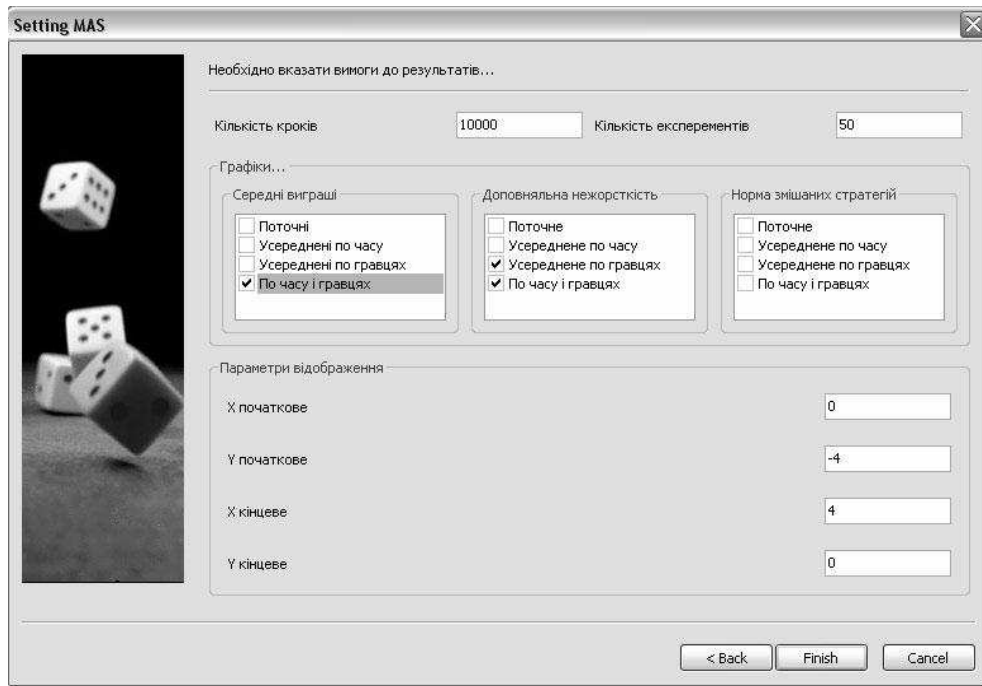 Setting MAS
Необхідно вказати вимоги до результатів...
Кількість кроків 10000 Кількість експерементів 50
Графіки...
Середні виграші
Поточні
Усереднені по часу
Усереднені по гравцях
По часу і гравцях
Доповняльна нежорсткість
Поточне
Усереднене по часу
Усереднене по гравцях
По часу і гравцях
Норма змішаних стратегій
Поточне
Усереднене по часу
Усереднене по гравцях
По часу і гравцях
Параметри відображення
X початкове 0
Y початкове -4
X кінцеве 4
Y кінцеве 0
< Back Finish Cancel